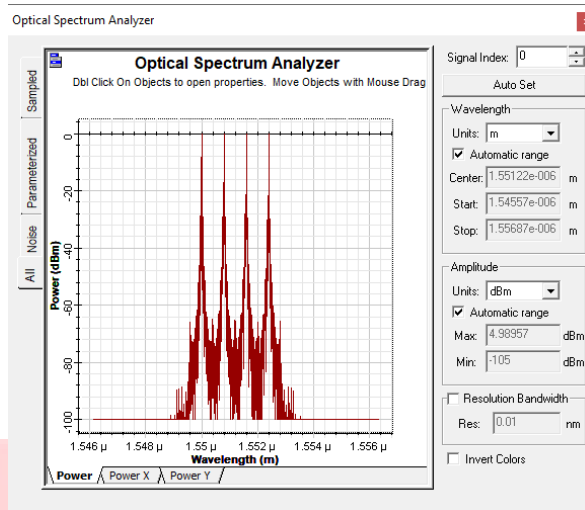 Optical Spectrum Analyzer
Optical Spectrum Analyzer
Dbl Click On Objects to open properties. Move Objects with Mouse Drag
Sampled
Parameterized
Noise
All
Power (dBm)
0
-20
-40
-60
-80
-100
1.546 µ 1.548 µ 1.55 µ 1.552 µ 1.554 µ 1.556 µ
Wavelength (m)
Power Power X Power Y
Signal Index: 0
Auto Set
Wavelength
Units: m
Automatic range
Center: 1.55122e-006 m
Start: 1.54557e-006 m
Stop: 1.55687e-006 m
Amplitude
Units: dBm
Automatic range
Max: 4.98957 dBm
Min: -105 dBm
Resolution Bandwidth
Res: 0.01 nm
Invert Colors